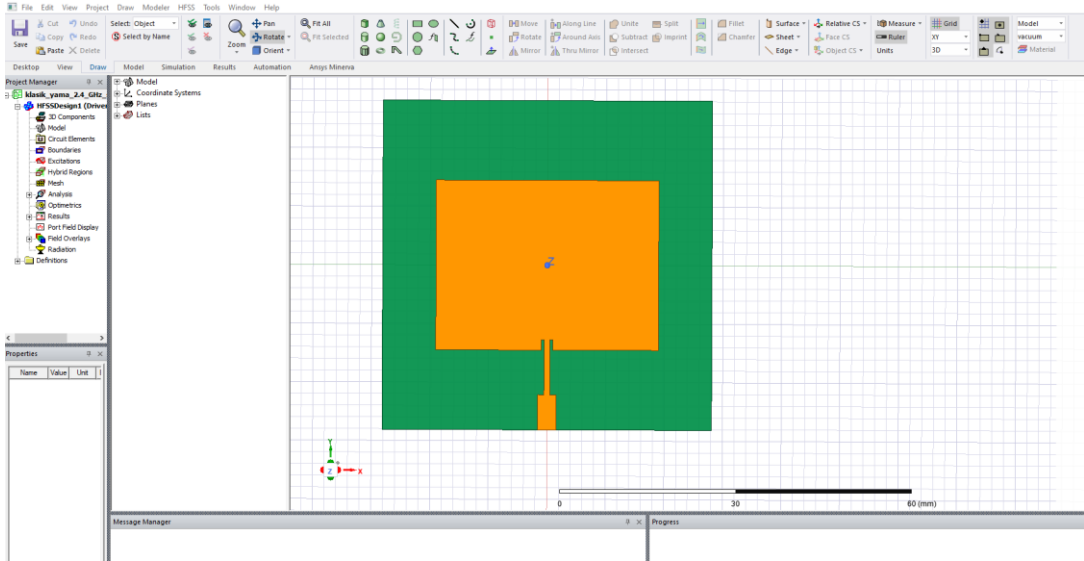 File Edit View Project Draw Modeler HFSS Tools Window Help
Save
Cut Undo
Copy Redo
Paste Delete
Select: Object
Select by Name
Zoom
Pan
Rotate
Orient
Fit All
Fit Selected
Move Along Line
Rotate Around Axis
Mirror Thru Mirror
Unite Split
Subtract Imprint
Intersect
Fillet
Chamfer
Surface
Sheet
Edge
Relative CS
Face CS
Object CS
Measure
Ruler
Units
Grid
XY
3D
Model
vacuum
Material
Desktop View Draw Model Simulation Results Automation Ansys Minerva
Project Manager
klasik_yama_2.4_GHz_
HFSSDesign1 (Driver
3D Components
Model
Circuit Elements
Boundaries
Excitations
Hybrid Regions
Mesh
Analysis
Optimetrics
Results
Port Field Display
Field Overlays
Radiation
Definitions
Model
Coordinate Systems
Planes
Lists
Properties
Name Value Unit
Z
Y
Z X
0 30 60 (mm)
Message Manager
Progress